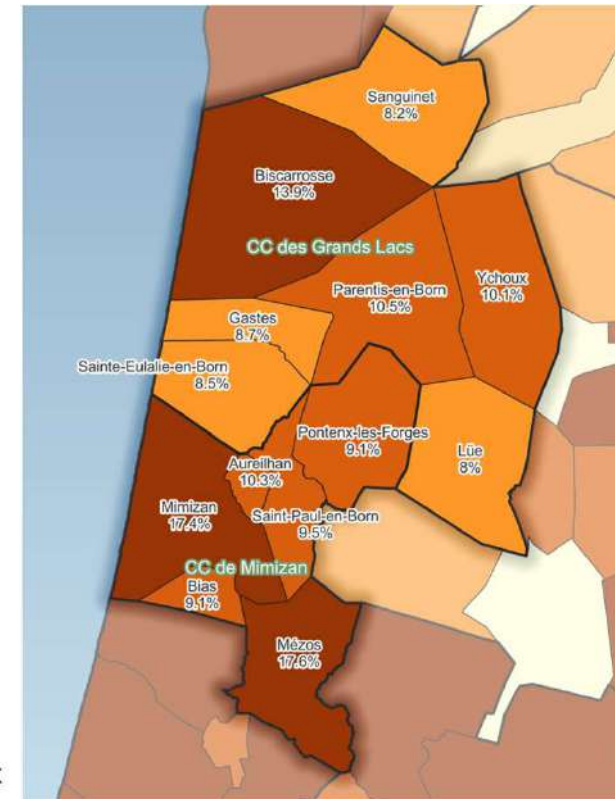 Sanguinet
8.2%
Biscarrosse
13.9%
CC des Grands Lacs
Ychoux
10.1%
Parentis-en-Born
10.5%
Gastes
8.7%
Sainte-Eulalie-en-Born
8.5%
Pontenx-les-Forges
9.1%
Lüe
8%
Aureilhan
10.3%
Mimizan
17.4%
Saint-Paul-en-Born
9.5%
CC de Mimizan
Bias
9.1%
Mézos
17.6%